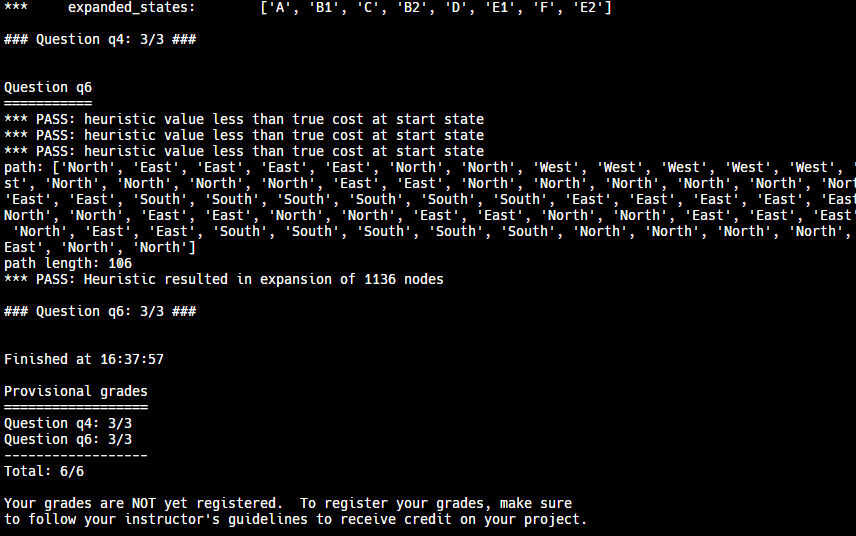 ***     expanded_states:        ['A', 'B1', 'C', 'B2', 'D', 'E1', 'F', 'E2']
### Question q4: 3/3 ###
Question q6
===========
*** PASS: heuristic value less than true cost at start state
*** PASS: heuristic value less than true cost at start state
*** PASS: heuristic value less than true cost at start state
path: ['North', 'East', 'East', 'East', 'East', 'North', 'North', 'West', 'West', 'West', 'West', 'West', '
st', 'North', 'North', 'North', 'North', 'East', 'East', 'North', 'North', 'North', 'North', 'North', 'Nort
'East', 'East', 'South', 'South', 'South', 'South', 'South', 'South', 'East', 'East', 'East', 'East', 'East
North', 'North', 'East', 'East', 'North', 'North', 'East', 'East', 'North', 'North', 'East', 'East', 'East'
'North', 'East', 'East', 'South', 'South', 'South', 'South', 'South', 'North', 'North', 'North', 'North',
East', 'North', 'North']
path length: 106
*** PASS: Heuristic resulted in expansion of 1136 nodes
### Question q6: 3/3 ###
Finished at 16:37:57
Provisional grades
==================
Question q4: 3/3
Question q6: 3/3
------------------
Total: 6/6
Your grades are NOT yet registered.  To register your grades, make sure
to follow your instructor's guidelines to receive credit on your project.